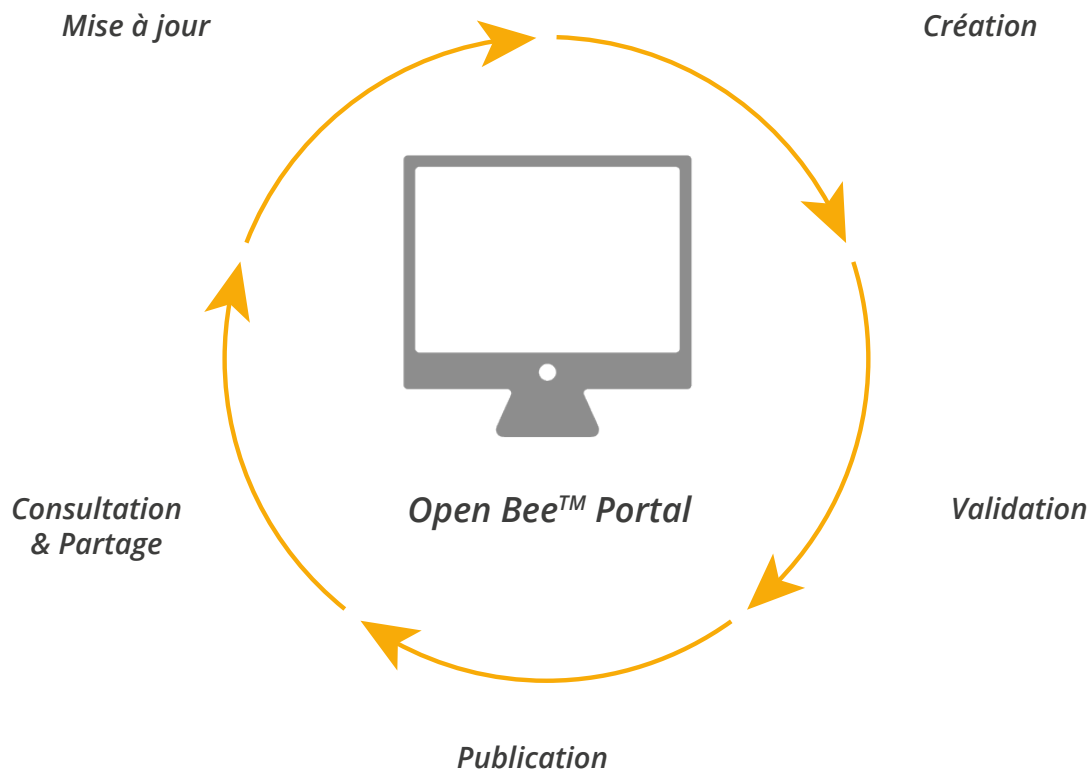 Mise à jour
Création
Consultation
& Partage
Open Bee™ Portal
Validation
Publication